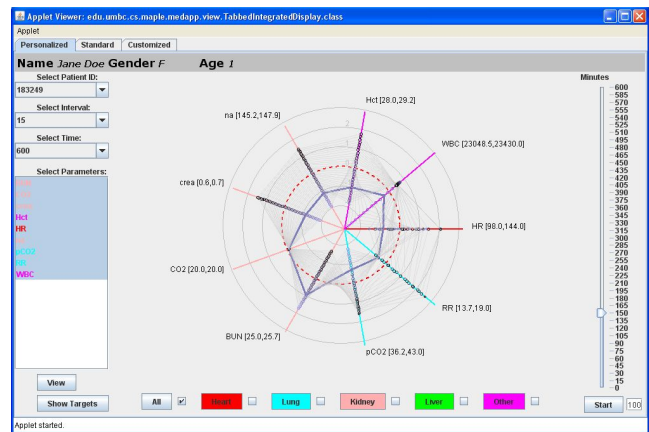 Applet Viewer: edu.umbc.cs.maple.medapp.view.TabbedIntegratedDisplay.class
Applet
Personalized Standard Customized
Name Jane Doe Gender F Age 1
Select Patient ID:
183249
Select Interval:
15
Select Time:
600
Select Parameters:
Hct
HR
pCO2
RR
WBC
View
Show Targets
Hct [28.0,29.2]
na [145.2,147.9]
WBC [23048.5,23430.0]
crea [0.6,0.7]
HR [98.0,144.0]
CO2 [20.0,20.0]
RR [13.7,19.0]
BUN [25.0,25.7]
pCO2 [36.2,43.0]
All Heart Lung Kidney Liver Other
Minutes
600
585
570
555
540
525
510
495
480
465
450
435
420
405
390
375
360
345
330
315
300
285
270
255
240
225
210
195
180
165
150
135
120
105
90
75
60
45
30
15
0
Start 100
Applet started.